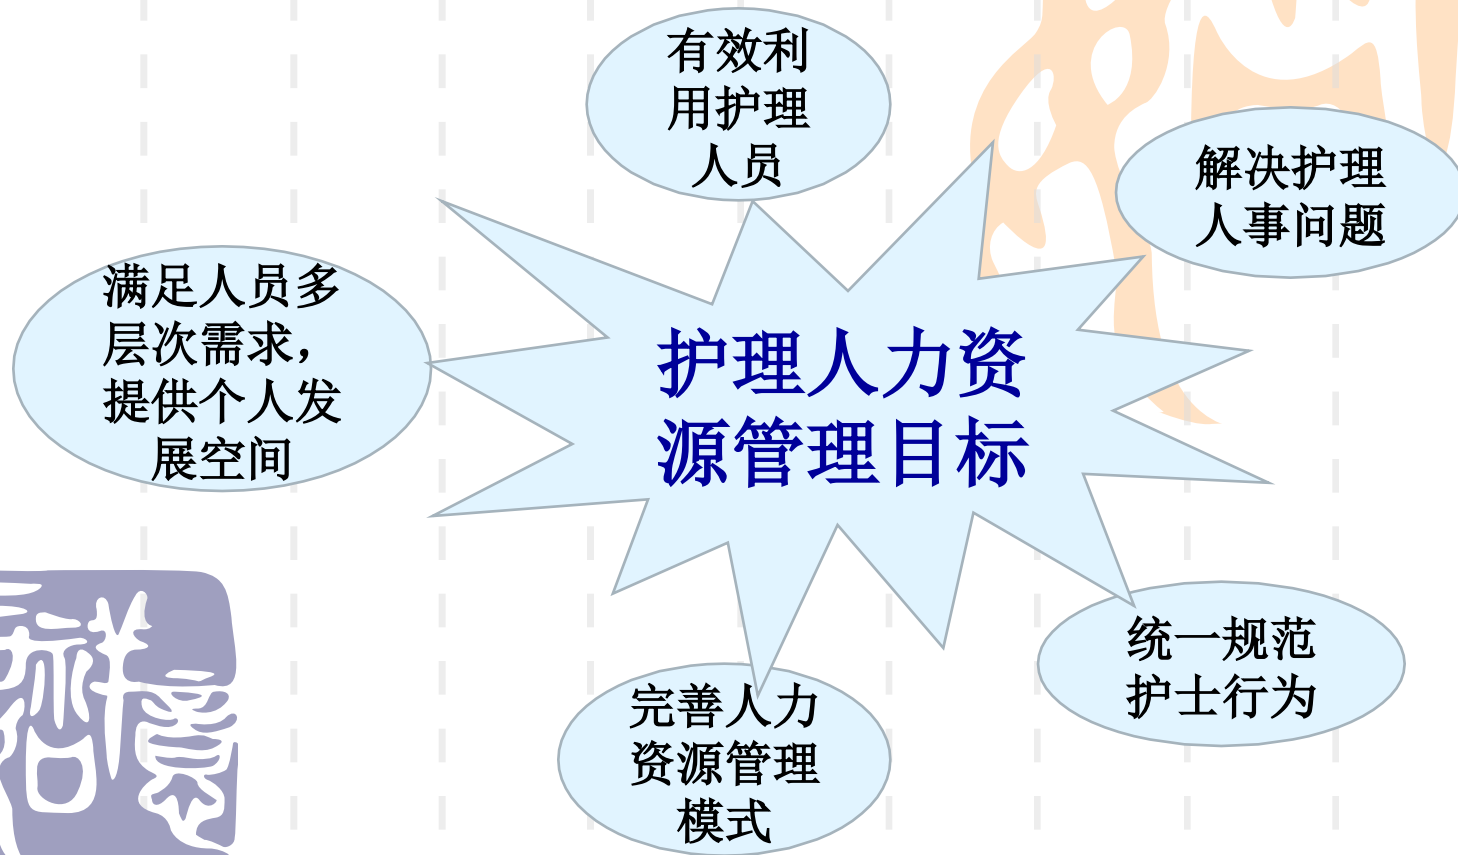 有效利
用护理
人员
解决护理
人事问题
满足人员多
层次需求，
提供个人发
展空间
护理人力资
源管理目标
统一规范
护士行为
完善人力
资源管理
模式